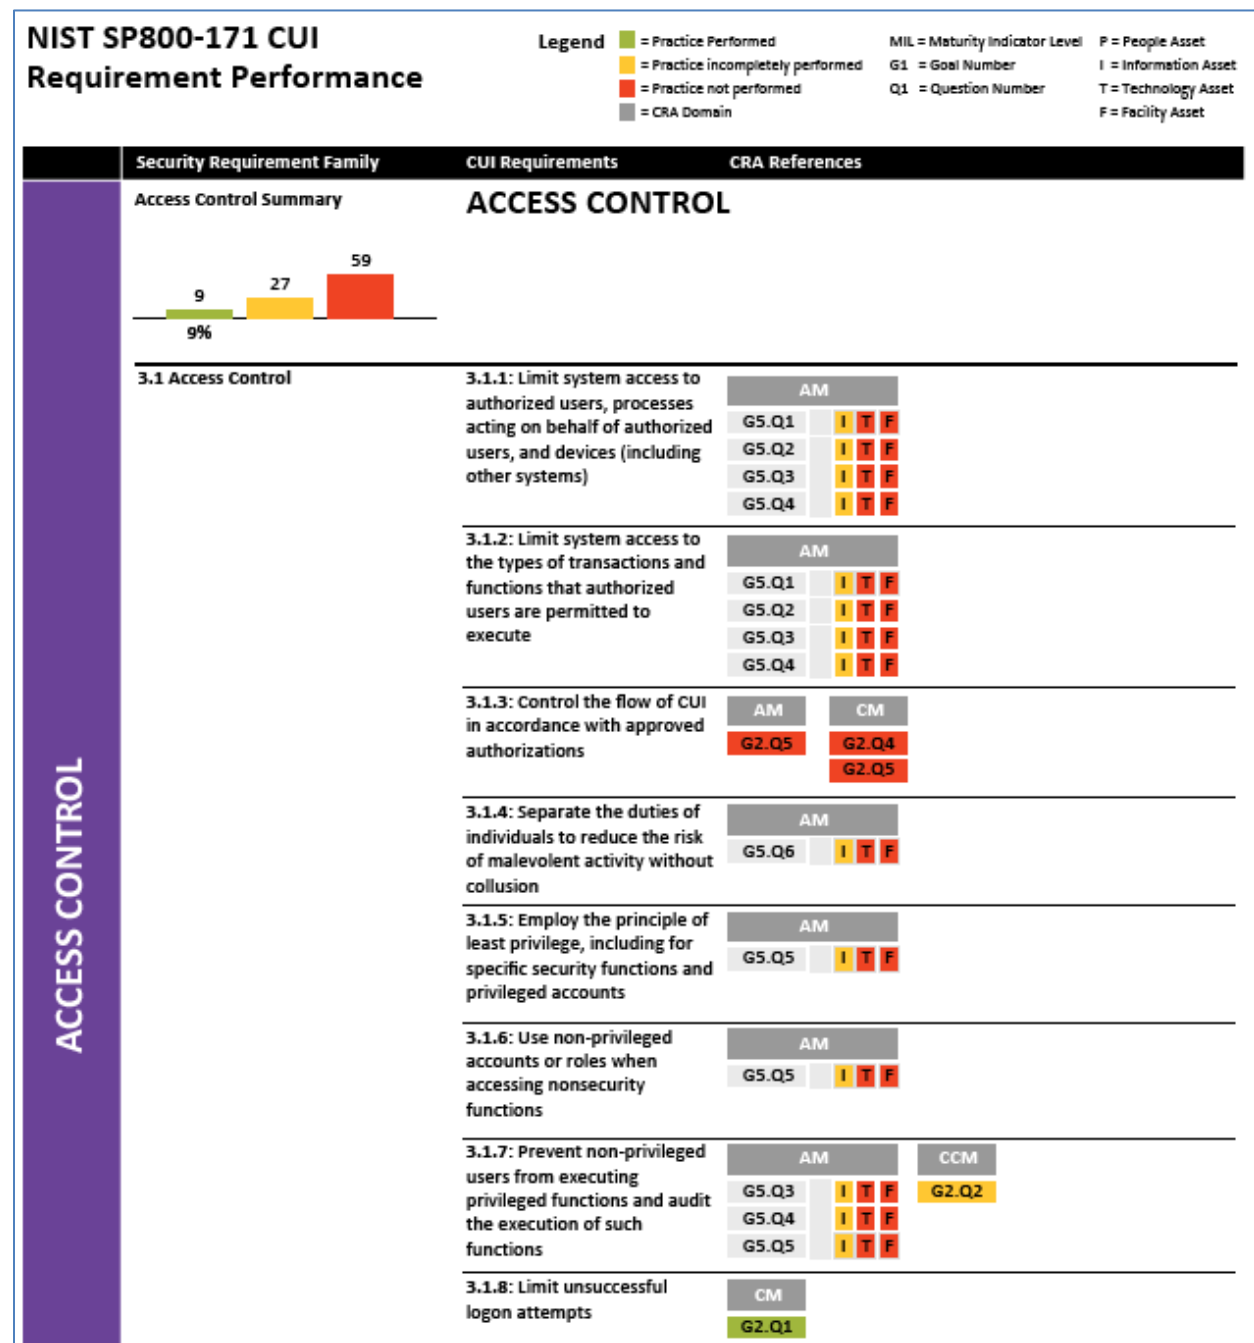 NIST SP800-171 CUI
Requirement Performance
Legend
= Practice Performed
= Practice incompletely performed
= Practice not performed
= CRA Domain
MIL = Maturity Indicator Level
G1 = Goal Number
Q1 = Question Number
P = People Asset
I = Information Asset
T = Technology Asset
F = Facility Asset
Security Requirement Family CUI Requirements CRA References
ACCESS CONTROL
Access Control Summary
9 27 59
9%
ACCESS CONTROL
3.1 Access Control
3.1.1: Limit system access to
authorized users, processes
acting on behalf of authorized
users, and devices (including
other systems)
AM
G5.Q1 I T F
G5.Q2 I T F
G5.Q3 I T F
G5.Q4 I T F
3.1.2: Limit system access to
the types of transactions and
functions that authorized
users are permitted to
execute
AM
G5.Q1 I T F
G5.Q2 I T F
G5.Q3 I T F
G5.Q4 I T F
3.1.3: Control the flow of CUI
in accordance with approved
authorizations
AM CM
G2.Q5 G2.Q4
G2.Q5
3.1.4: Separate the duties of
individuals to reduce the risk
of malevolent activity without
collusion
AM
G5.Q6 I T F
3.1.5: Employ the principle of
least privilege, including for
specific security functions and
privileged accounts
AM
G5.Q5 I T F
3.1.6: Use non-privileged
accounts or roles when
accessing nonsecurity
functions
AM
G5.Q5 I T F
3.1.7: Prevent non-privileged
users from executing
privileged functions and audit
the execution of such
functions
AM CCM
G5.Q3 I T F G2.Q2
G5.Q4 I T F
G5.Q5 I T F
3.1.8: Limit unsuccessful
logon attempts
CM
G2.Q1